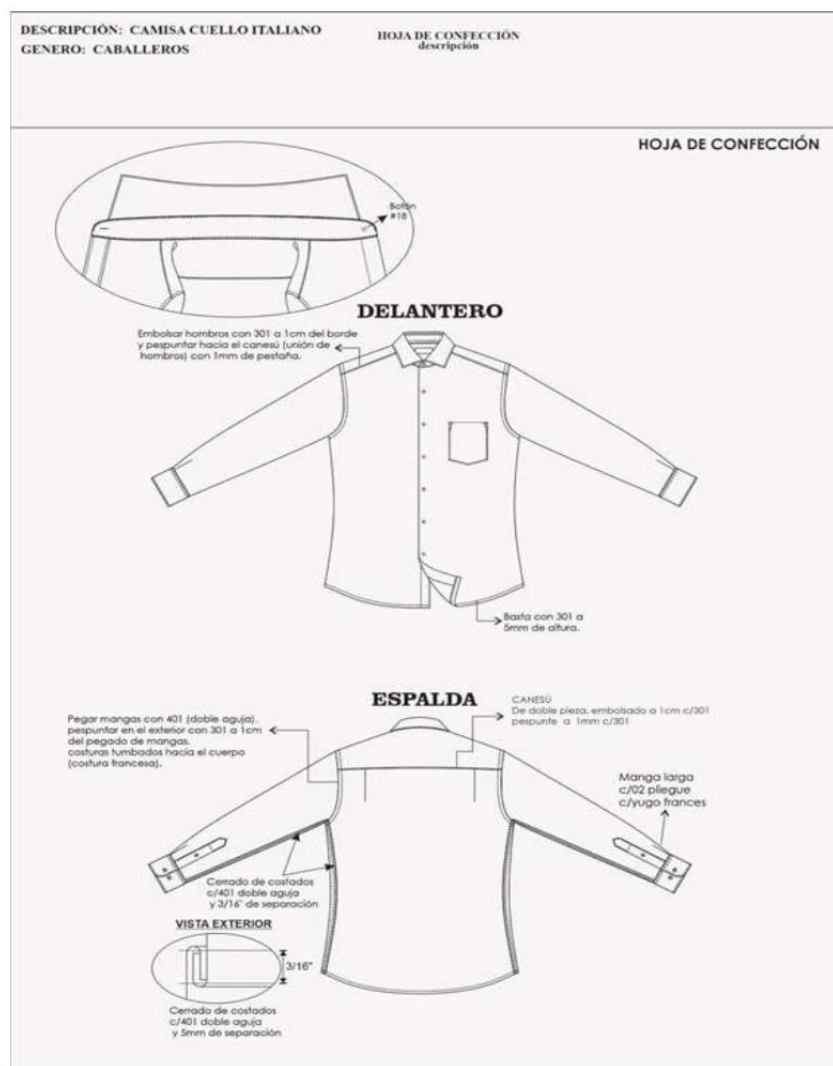 DESCRIPCIÓN: CAMISA CUELLO ITALIANO
GENERO: CABALLEROS
HOJA DE CONFECCIÓN
descripción
HOJA DE CONFECCIÓN
Botón
#18
DELANTERO
Embolsar hombros con 301 a 1cm del borde
y pespuntar hacia el canesú (unión de
hombros) con 1mm de pestaña.
Basta con 301 a
5mm de altura.
ESPALDA
CANESÚ
De doble pieza, embolsado a 1cm c/301
pespunte a 1mm c/301
Pegar mangas con 401 (doble aguja).
pespuntar en el exterior con 301 a 1cm
del pegado de mangas.
costuras tumbados hacia el cuerpo
(costura francesa).
Manga larga
c/02 pliegue
c/yugo frances
Cerrado de costados
c/401 doble aguja
y 3/16" de separación
VISTA EXTERIOR
3/16"
Cerrado de costados
c/401 doble aguja
y 5mm de separación